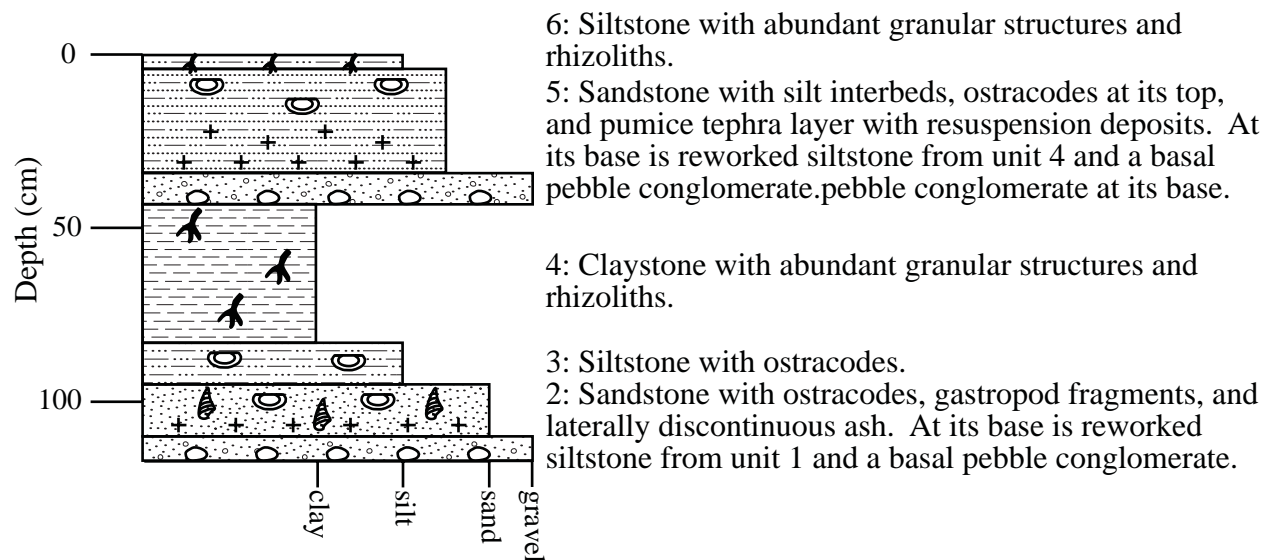 6: Siltstone with abundant granular structures and
rhizoliths.
5: Sandstone with silt interbeds, ostracodes at its top,
and pumice tephra layer with resuspension deposits.  At
its base is reworked siltstone from unit 4 and a basal
pebble conglomerate.pebble conglomerate at its base.
4: Claystone with abundant granular structures and
rhizoliths.
3: Siltstone with ostracodes.
2: Sandstone with ostracodes, gastropod fragments, and
laterally discontinuous ash.  At its base is reworked
siltstone from unit 1 and a basal pebble conglomerate.
Depth (cm)
0
50
100
clay
silt
sand
gravel